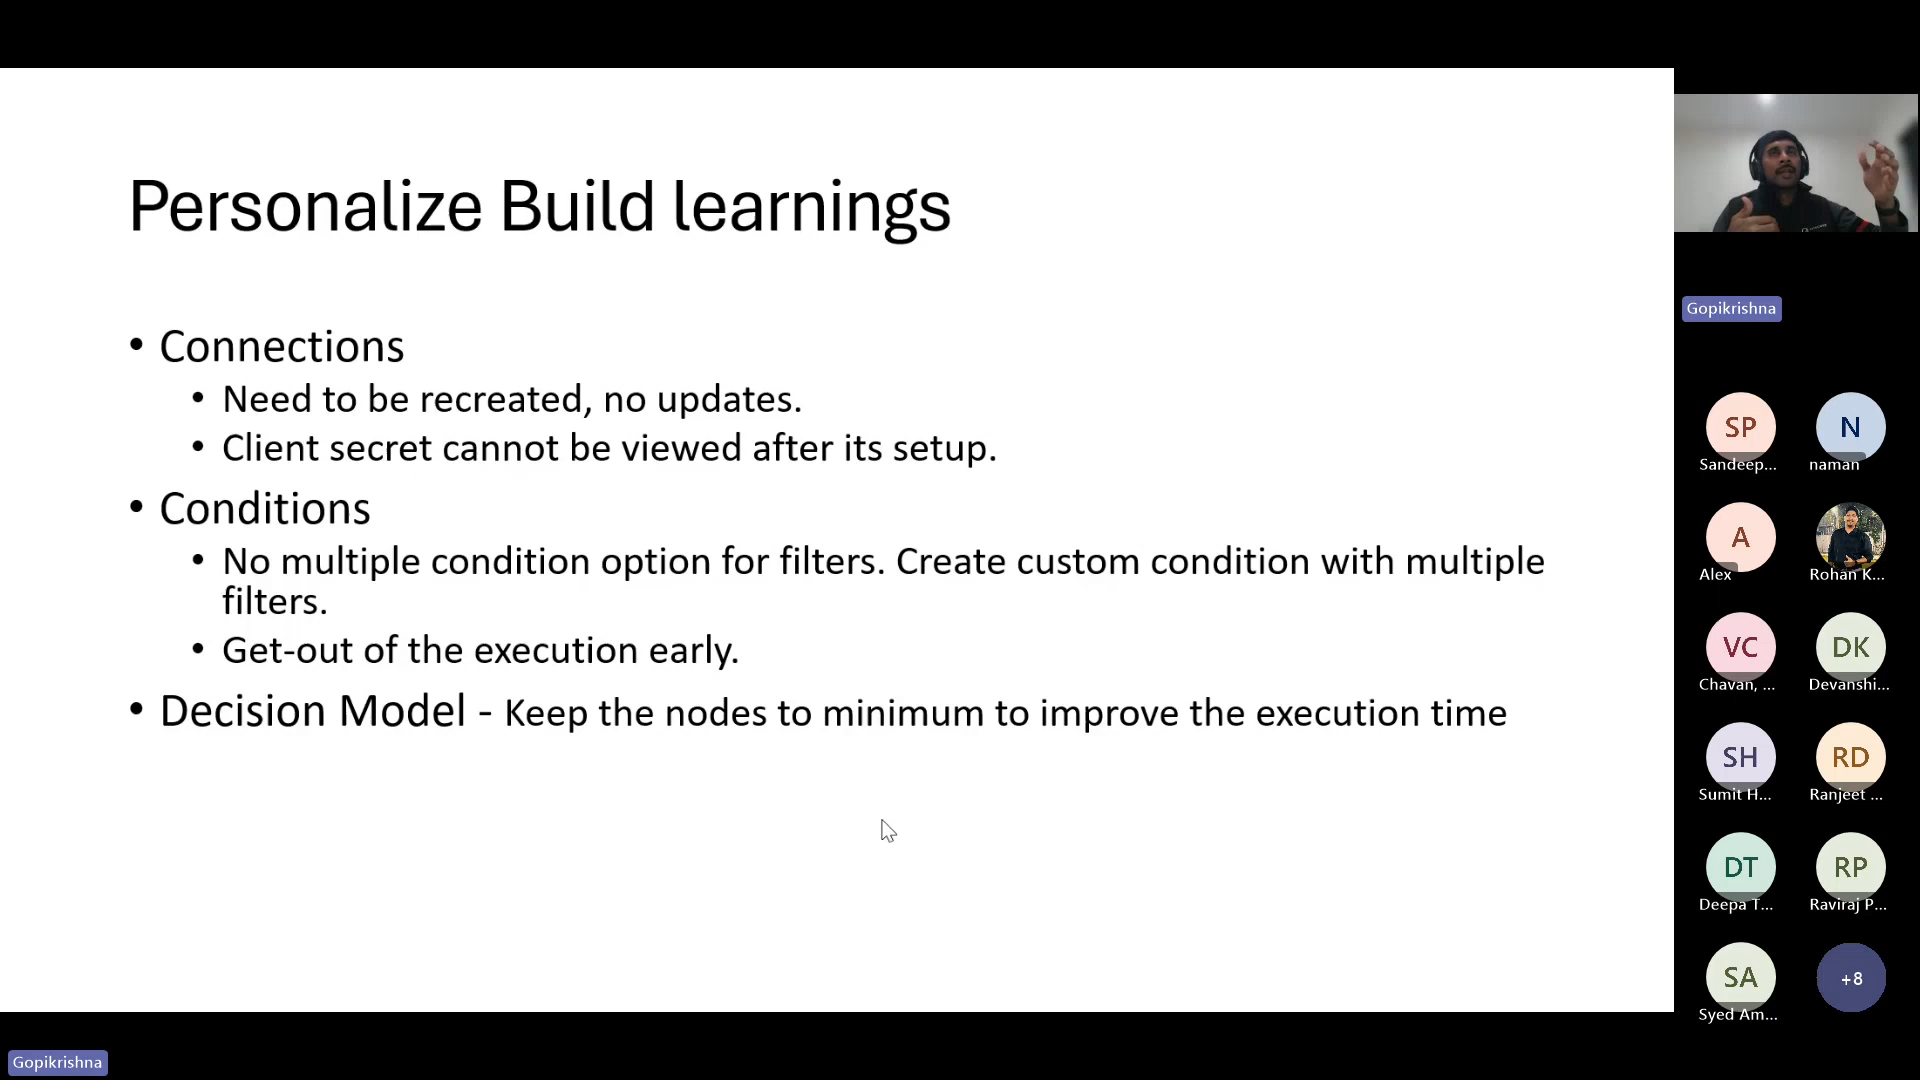 Personalize Build learnings
• Connections
• Need to be recreated, no updates.
• Client secret cannot be viewed after its setup.
• Conditions
• No multiple condition option for filters. Create custom condition with multiple
filters.
• Get-out of the execution early.
• Decision Model - Keep the nodes to minimum to improve the execution time
Gopikrishna
SP
Sandeep...
N
naman
A
Alex
Rohan K...
VC
Chavan, ...
DK
Devanshi...
SH
Sumit H...
RD
Ranjeet ...
DT
Deepa T...
RP
Raviraj P...
SA
Syed Am...
+8
Gopikrishna